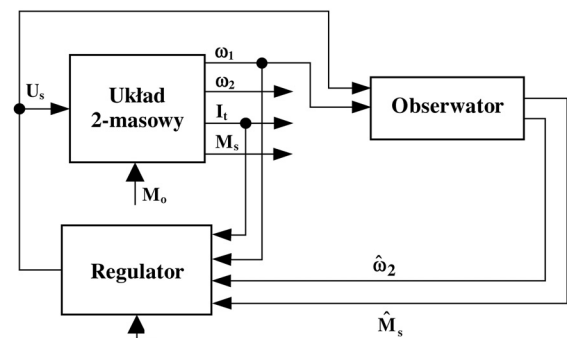 ω₁
ω₂
Uₛ
Układ
2-masowy
Iₜ
Mₛ
Obserwator
Mₒ
Regulator
ω̂₂
M̂ₛ